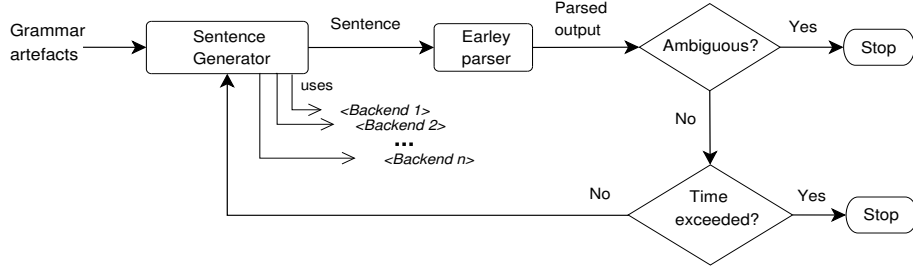 Grammar
artefacts
Sentence
Generator
Sentence
Earley
parser
Parsed
output
Ambiguous?
Yes
Stop
uses
<Backend 1>
<Backend 2>
...
<Backend n>
No
No
Time
exceeded?
Yes
Stop